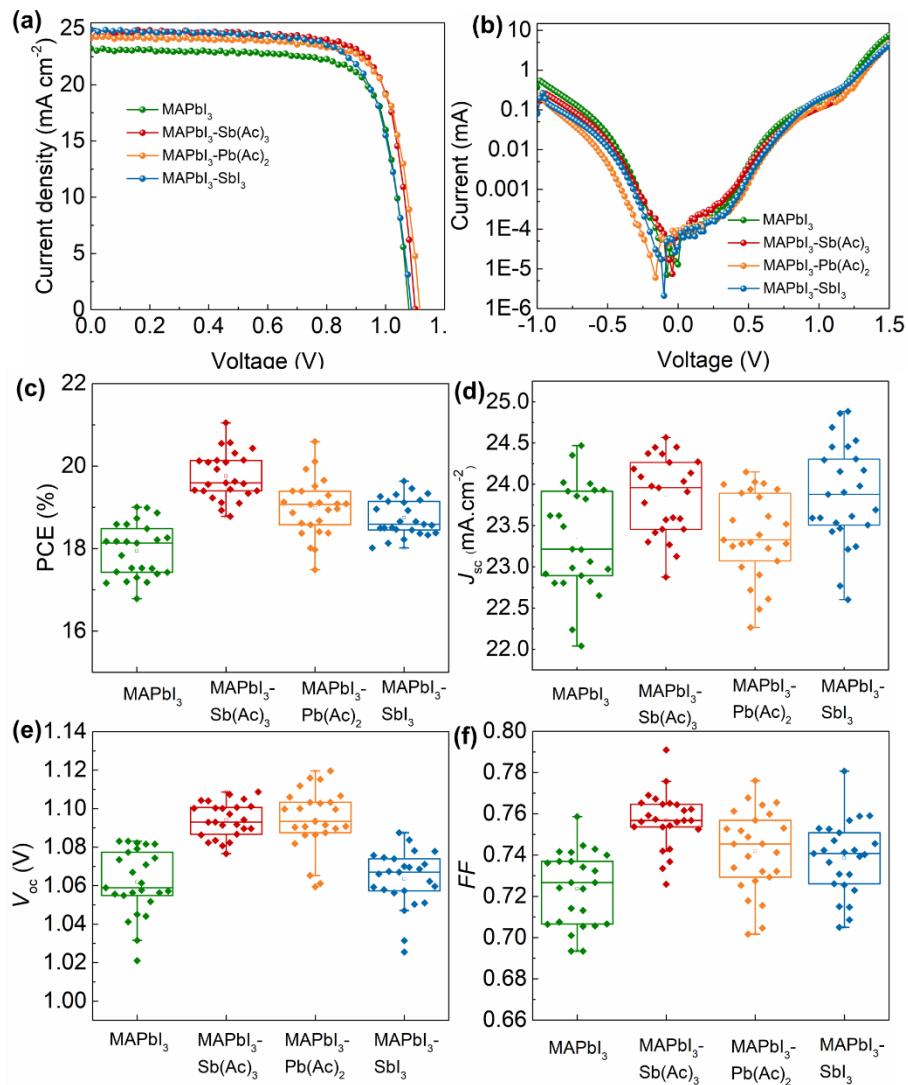 (a)
25
20
15
10
5
0
Current density (mA cm⁻²)
MAPbI₃
MAPbI₃-Sb(Ac)₃
MAPbI₃-Pb(Ac)₂
MAPbI₃-SbI₃
0.0 0.2 0.4 0.6 0.8 1.0 1.
Voltage (V)
(b)
10
1
0.1
0.01
0.001
1E-4
1E-5
1E-6
Current (mA)
MAPbI₃
MAPbI₃-Sb(Ac)₃
MAPbI₃-Pb(Ac)₂
MAPbI₃-SbI₃
-1.0 -0.5 0.0 0.5 1.0 1.5
Voltage (V)
(c)
22
20
18
16
PCE (%)
MAPbI₃
MAPbI₃-
Sb(Ac)₃
MAPbI₃-
Pb(Ac)₂
MAPbI₃-
SbI₃
(d)
25.0
24.5
24.0
23.5
23.0
22.5
22.0
Jsc (mA.cm⁻²)
MAPbI₃
MAPbI₃-
Sb(Ac)₃
MAPbI₃-
Pb(Ac)₂
MAPbI₃-
SbI₃
(e)
1.14
1.12
1.10
1.08
1.06
1.04
1.02
1.00
Voc (V)
MAPbI₃
MAPbI₃-
Sb(Ac)₃
MAPbI₃-
Pb(Ac)₂
MAPbI₃-
SbI₃
(f)
0.80
0.78
0.76
0.74
0.72
0.70
0.68
0.66
FF
MAPbI₃
MAPbI₃-
Sb(Ac)₃
MAPbI₃-
Pb(Ac)₂
MAPbI₃-
SbI₃